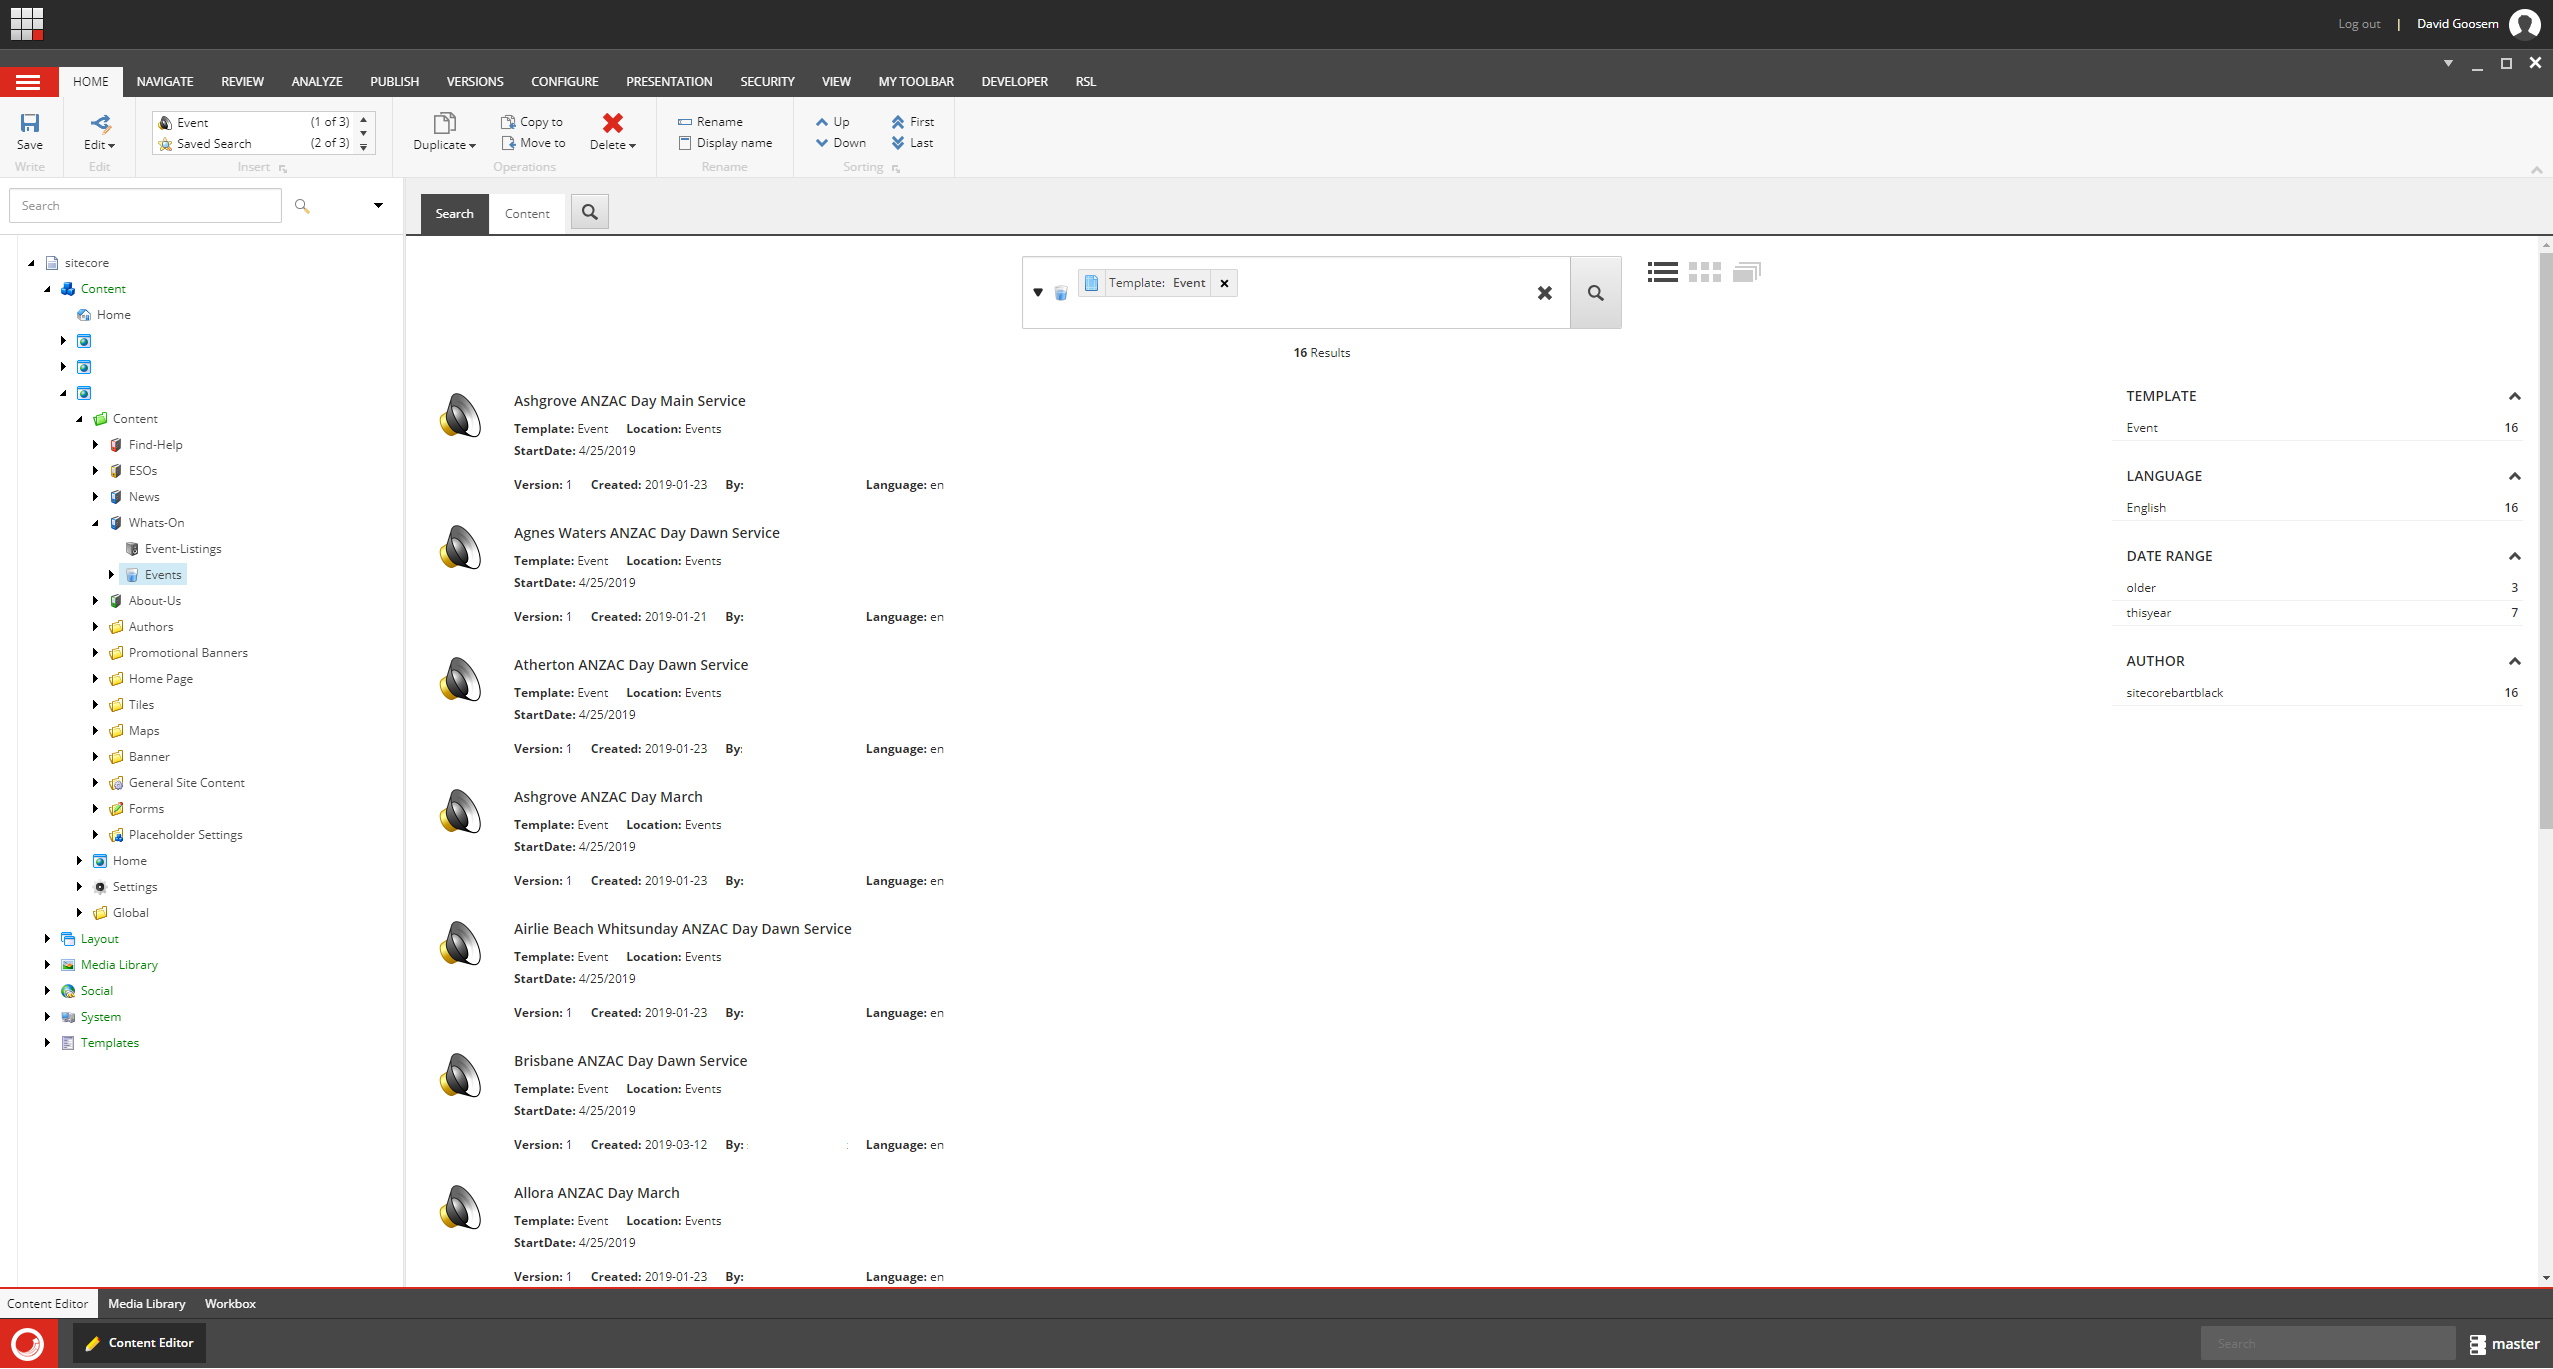 Log out | David Goosem
HOME NAVIGATE REVIEW ANALYZE PUBLISH VERSIONS CONFIGURE PRESENTATION SECURITY VIEW MY TOOLBAR DEVELOPER RSL
Save
Write
Edit
Edit
Event (1 of 3)
Saved Search (2 of 3)
Insert
Duplicate
Copy to
Move to
Delete
Operations
Rename
Display name
Rename
Up
Down
First
Last
Sorting
Search
sitecore
Content
Home
Content
Find-Help
ESOs
News
Whats-On
Event-Listings
Events
About-Us
Authors
Promotional Banners
Home Page
Tiles
Maps
Banner
General Site Content
Forms
Placeholder Settings
Home
Settings
Global
Layout
Media Library
Social
System
Templates
Search Content
Template: Event
16 Results
Ashgrove ANZAC Day Main Service
Template: Event Location: Events
StartDate: 4/25/2019
Version: 1 Created: 2019-01-23 By: Language: en
Agnes Waters ANZAC Day Dawn Service
Template: Event Location: Events
StartDate: 4/25/2019
Version: 1 Created: 2019-01-21 By: Language: en
Atherton ANZAC Day Dawn Service
Template: Event Location: Events
StartDate: 4/25/2019
Version: 1 Created: 2019-01-23 By: Language: en
Ashgrove ANZAC Day March
Template: Event Location: Events
StartDate: 4/25/2019
Version: 1 Created: 2019-01-23 By: Language: en
Airlie Beach Whitsunday ANZAC Day Dawn Service
Template: Event Location: Events
StartDate: 4/25/2019
Version: 1 Created: 2019-01-23 By: Language: en
Brisbane ANZAC Day Dawn Service
Template: Event Location: Events
StartDate: 4/25/2019
Version: 1 Created: 2019-03-12 By: Language: en
Allora ANZAC Day March
Template: Event Location: Events
StartDate: 4/25/2019
Version: 1 Created: 2019-01-23 By: Language: en
TEMPLATE
Event 16
LANGUAGE
English 16
DATE RANGE
older 3
thisyear 7
AUTHOR
sitecorebartblack 16
Content Editor Media Library Workbox
Content Editor
Search
master